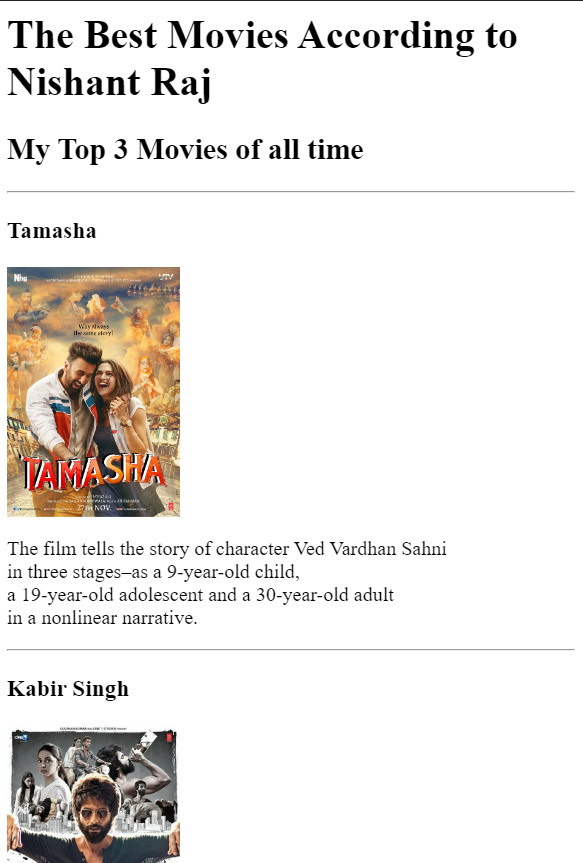 The Best Movies According to
Nishant Raj
My Top 3 Movies of all time
Tamasha
Why always
the same story?
TAMASHA
27TH NOV.
The film tells the story of character Ved Vardhan Sahni
in three stages–as a 9-year-old child,
a 19-year-old adolescent and a 30-year-old adult
in a nonlinear narrative.
Kabir Singh